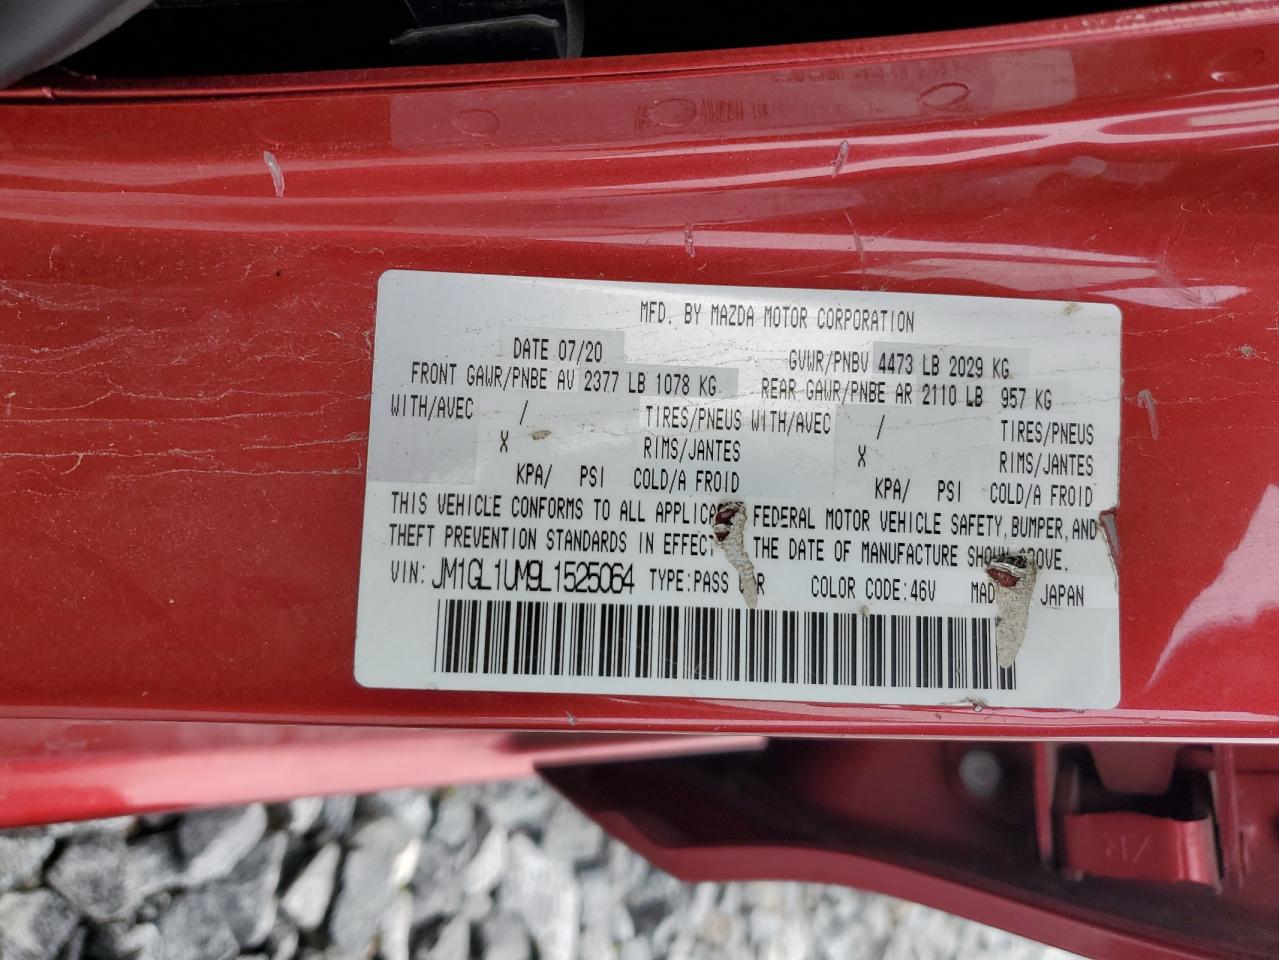 MFD. BY MAZDA MOTOR CORPORATION
DATE 07/20 GVWR/PNBV 4473 LB 2029 KG
FRONT GAWR/PNBE AV 2377 LB 1078 KG REAR GAWR/PNBE AR 2110 LB 957 KG
WITH/AVEC / TIRES/PNEUS WITH/AVEC / TIRES/PNEUS
X RIMS/JANTES X RIMS/JANTES
KPA/ PSI COLD/A FROID KPA/ PSI COLD/A FROID
THIS VEHICLE CONFORMS TO ALL FEDERAL MOTOR VEHICLE SAFETY, BUMPER, AND
THEFT PREVENTION STANDARDS IN EFFECT THE DATE OF MANUFACTURE SHOWN ABOVE.
VIN: JM1GL1UM9L1525064 TYPE:PASS COLOR CODE:46V JAPAN